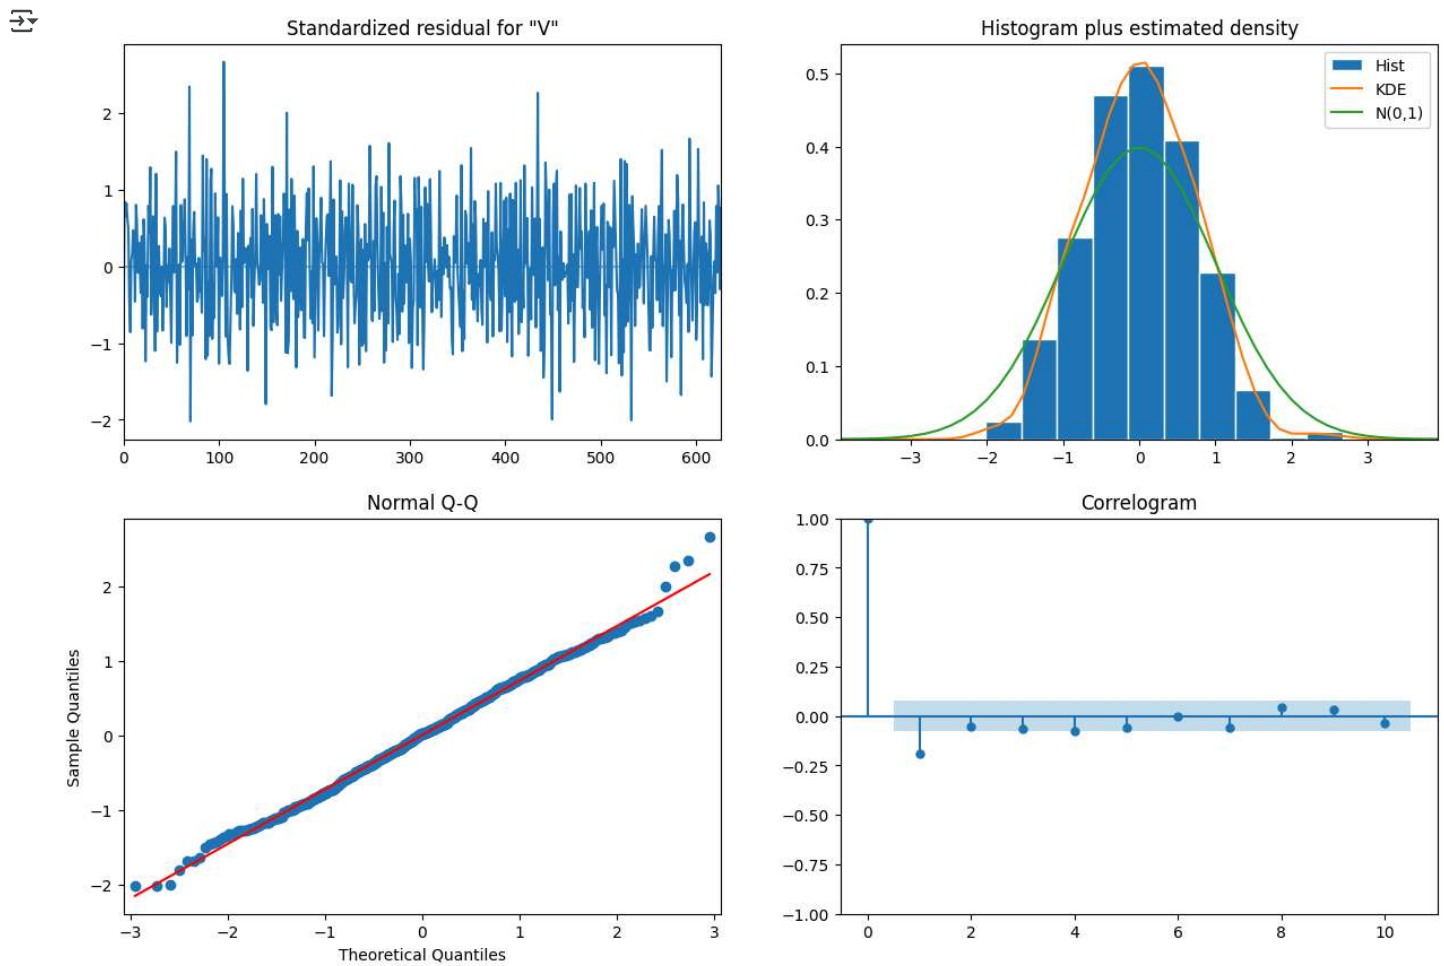 Standardized residual for "V"
2
1
0
−1
−2
0 100 200 300 400 500 600
Histogram plus estimated density
Hist
KDE
N(0,1)
0.5
0.4
0.3
0.2
0.1
0.0
−3 −2 −1 0 1 2 3
Normal Q-Q
Sample Quantiles
2
1
0
−1
−2
−3 −2 −1 0 1 2 3
Theoretical Quantiles
Correlogram
1.00
0.75
0.50
0.25
0.00
−0.25
−0.50
−0.75
−1.00
0 2 4 6 8 10